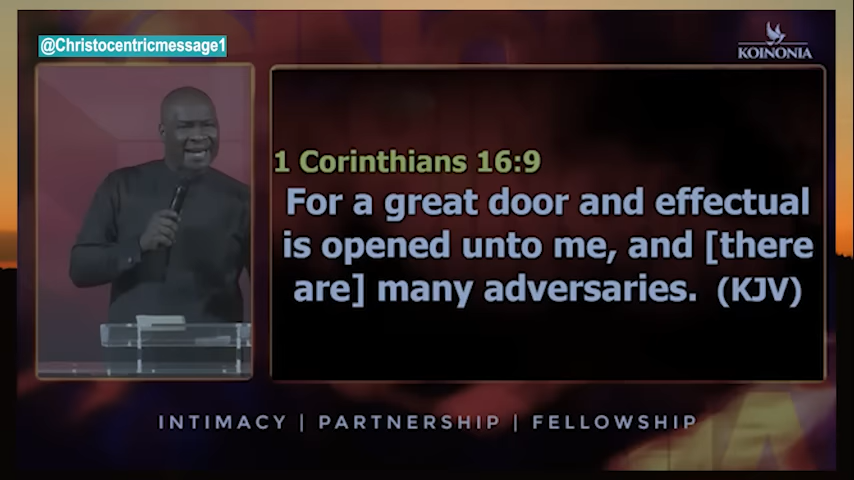 @Christocentricmessage1
KOINONIA
1 Corinthians 16:9
For a great door and effectual
is opened unto me, and [there
are] many adversaries. (KJV)
INTIMACY | PARTNERSHIP | FELLOWSHIP